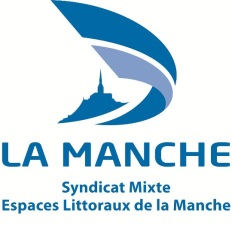 LA MANCHE
Syndicat Mixte
Espaces Littoraux de la Manche